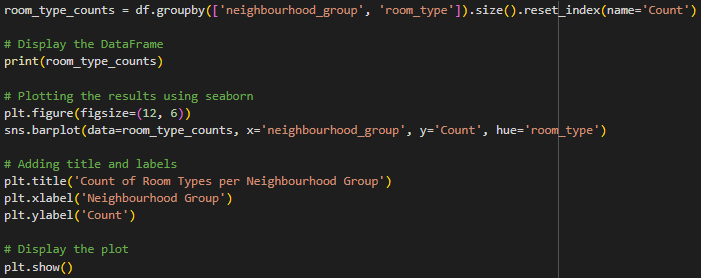 room_type_counts = df.groupby(['neighbourhood_group', 'room_type']).size().reset_index(name='Count')
# Display the DataFrame
print(room_type_counts)
# Plotting the results using seaborn
plt.figure(figsize=(12, 6))
sns.barplot(data=room_type_counts, x='neighbourhood_group', y='Count', hue='room_type')
# Adding title and labels
plt.title('Count of Room Types per Neighbourhood Group')
plt.xlabel('Neighbourhood Group')
plt.ylabel('Count')
# Display the plot
plt.show()